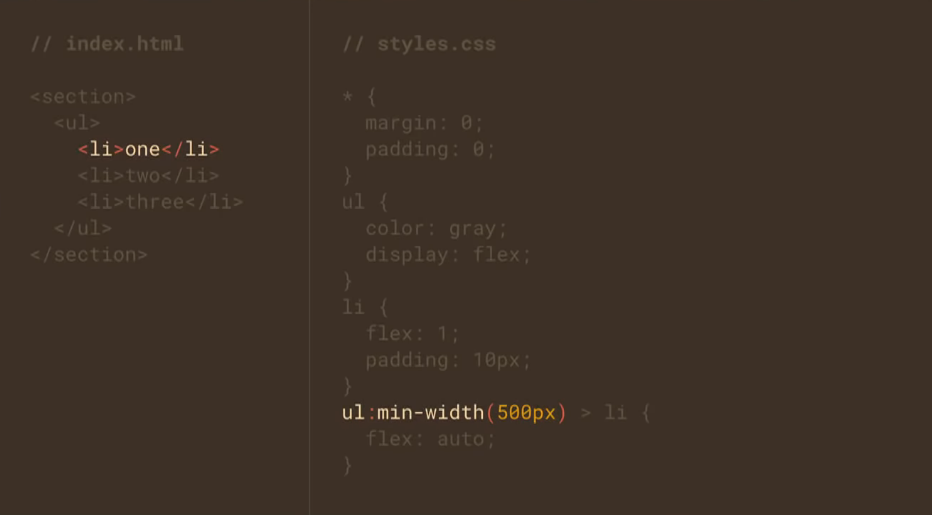 // index.html
<section>
  <ul>
    <li>one</li>
    <li>two</li>
    <li>three</li>
  </ul>
</section>
// styles.css
* {
  margin: 0;
  padding: 0;
}
ul {
  color: gray;
  display: flex;
}
li {
  flex: 1;
  padding: 10px;
}
ul:min-width(500px) > li {
  flex: auto;
}